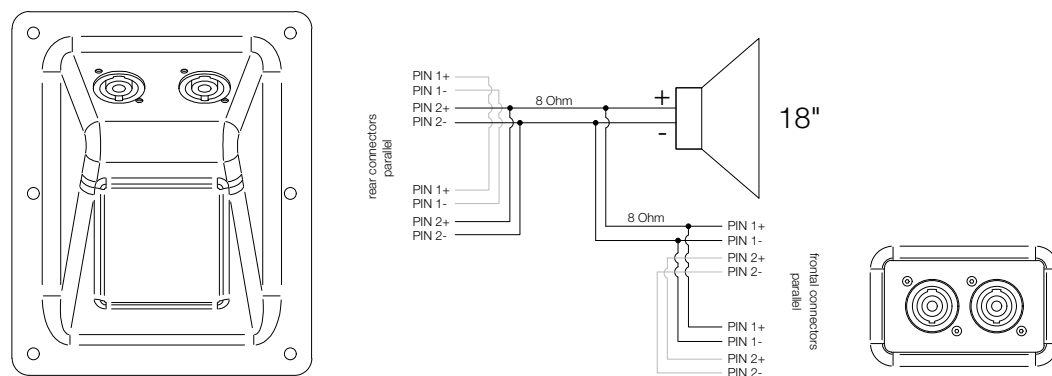 PIN 1+
PIN 1-
PIN 2+
PIN 2-
8 Ohm
+
-
18"
rear connectors
parallel
PIN 1+
PIN 1-
PIN 2+
PIN 2-
8 Ohm
PIN 1+
PIN 1-
PIN 2+
PIN 2-
frontal connectors
parallel
PIN 1+
PIN 1-
PIN 2+
PIN 2-